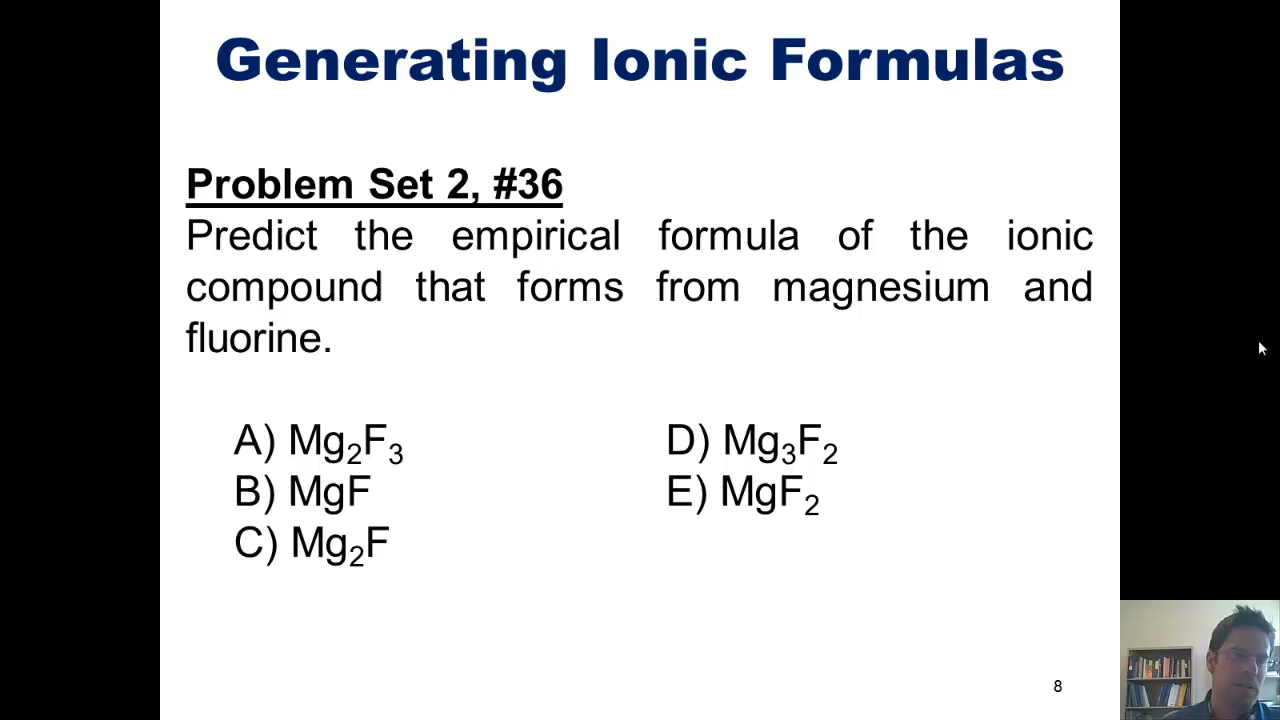 Generating Ionic Formulas
Problem Set 2, #36
Predict the empirical formula of the ionic
compound that forms from magnesium and
fluorine.
A) Mg₂F₃
B) MgF
C) Mg₂F
D) Mg₃F₂
E) MgF₂
8